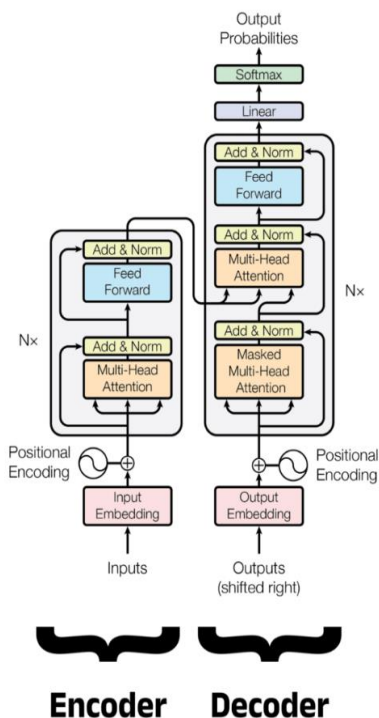 Output
Probabilities
Softmax
Linear
Add & Norm
Feed
Forward
Add & Norm
Multi-Head
Attention
Add & Norm
Masked
Multi-Head
Attention
N×
Add & Norm
Feed
Forward
Add & Norm
Multi-Head
Attention
N×
Positional
Encoding
Positional
Encoding
Input
Embedding
Output
Embedding
Inputs
Outputs
(shifted right)
Encoder Decoder